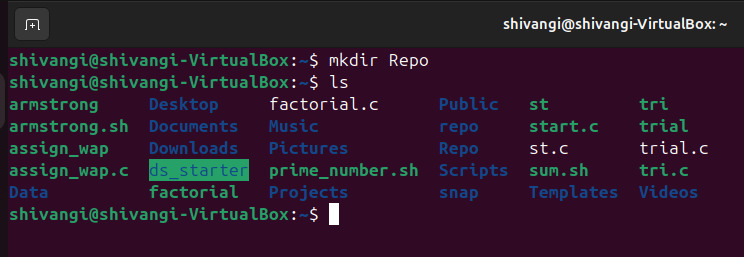 shivangi@shivangi-VirtualBox: ~
shivangi@shivangi-VirtualBox:~$ mkdir Repo
shivangi@shivangi-VirtualBox:~$ ls
armstrong Desktop factorial.c Public st tri
armstrong.sh Documents Music repo start.c trial
assign_wap Downloads Pictures Repo st.c trial.c
assign_wap.c ds_starter prime_number.sh Scripts sum.sh tri.c
Data factorial Projects snap Templates Videos
shivangi@shivangi-VirtualBox:~$